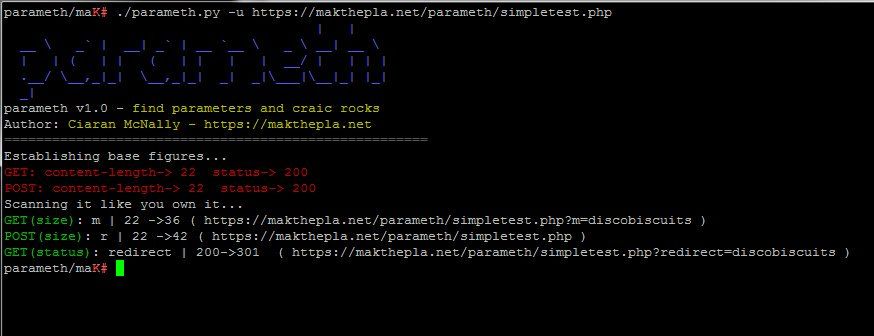 parameth/maK# ./parameth.py -u https://makthepla.net/parameth/simpletest.php
parameth
parameth v1.0 - find parameters and craic rocks
Author: Ciaran McNally - https://makthepla.net
=====================================================
Establishing base figures...
GET: content-length-> 22  status-> 200
POST: content-length-> 22  status-> 200
Scanning it like you own it...
GET(size): m | 22 ->36 ( https://makthepla.net/parameth/simpletest.php?m=discobiscuits )
POST(size): r | 22 ->42 ( https://makthepla.net/parameth/simpletest.php )
GET(status): redirect | 200->301  ( https://makthepla.net/parameth/simpletest.php?redirect=discobiscuits )
parameth/maK#